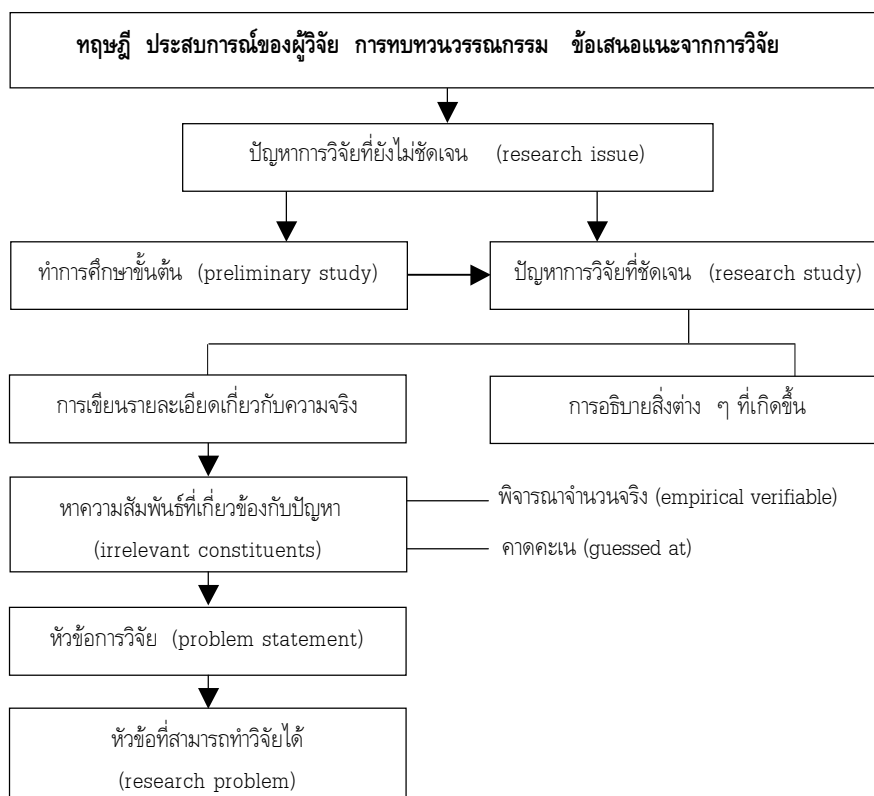 ทฤษฎี ประสบการณ์ของผู้วิจัย การทบทวนวรรณกรรม ข้อเสนอแนะจากการวิจัย
ปัญหาการวิจัยที่ยังไม่ชัดเจน (research issue)
ทำการศึกษาขั้นต้น (preliminary study)
ปัญหาการวิจัยที่ชัดเจน (research study)
การเขียนรายละเอียดเกี่ยวกับความจริง
การอธิบายสิ่งต่าง ๆ ที่เกิดขึ้น
หาความสัมพันธ์ที่เกี่ยวข้องกับปัญหา
(irrelevant constituents)
พิจารณาจำนวนจริง (empirical verifiable)
คาดคะเน (guessed at)
หัวข้อการวิจัย (problem statement)
หัวข้อที่สามารถทำวิจัยได้
(research problem)